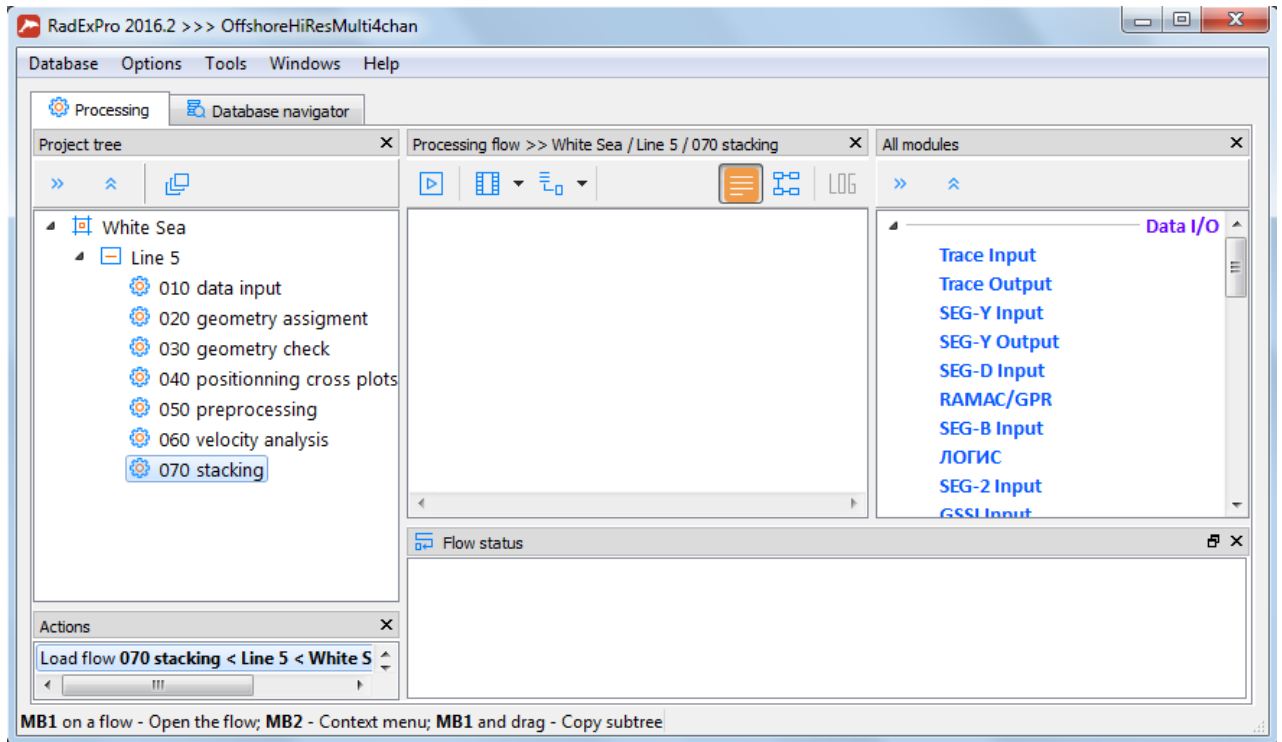 RadExPro 2016.2 >>> OffshoreHiResMulti4chan
Database Options Tools Windows Help
Processing Database navigator
Project tree
White Sea
Line 5
010 data input
020 geometry assigment
030 geometry check
040 positionning cross plots
050 preprocessing
060 velocity analysis
070 stacking
Actions
Load flow 070 stacking < Line 5 < White S
Processing flow >> White Sea / Line 5 / 070 stacking
LOG
All modules
Data I/O
Trace Input
Trace Output
SEG-Y Input
SEG-Y Output
SEG-D Input
RAMAC/GPR
SEG-B Input
ЛОГИС
SEG-2 Input
GSSI Input
Flow status
MB1 on a flow - Open the flow; MB2 - Context menu; MB1 and drag - Copy subtree